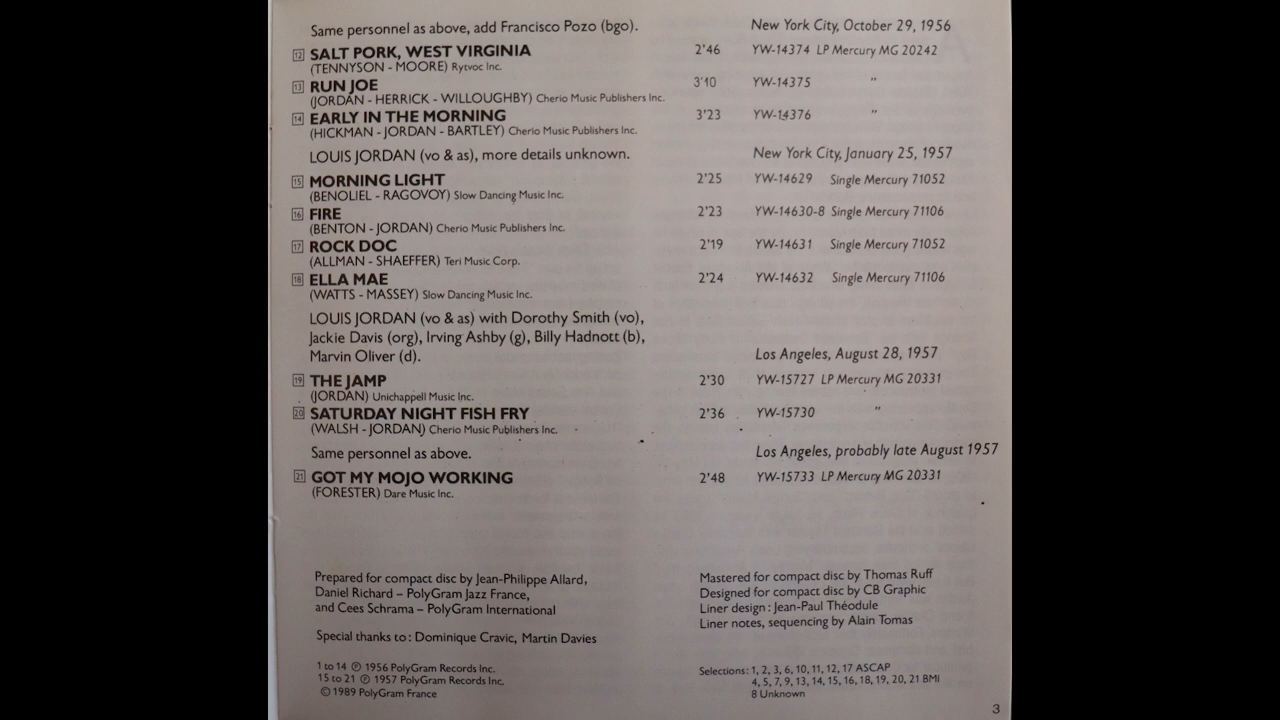 Same personnel as above, add Francisco Pozo (bgo). New York City, October 29, 1956
12 SALT PORK, WEST VIRGINIA 2'46 YW-14374 LP Mercury MG 20242
(TENNYSON - MOORE) Rytvoc Inc.
13 RUN JOE 3'10 YW-14375 "
(JORDAN - HERRICK - WILLOUGHBY) Cherio Music Publishers Inc.
14 EARLY IN THE MORNING 3'23 YW-14376 "
(HICKMAN - JORDAN - BARTLEY) Cherio Music Publishers Inc.
LOUIS JORDAN (vo & as), more details unknown. New York City, January 25, 1957
15 MORNING LIGHT 2'25 YW-14629 Single Mercury 71052
(BENOLIEL - RAGOVOY) Slow Dancing Music Inc.
16 FIRE 2'23 YW-14630-8 Single Mercury 71106
(BENTON - JORDAN) Cherio Music Publishers Inc.
17 ROCK DOC 2'19 YW-14631 Single Mercury 71052
(ALLMAN - SHAEFFER) Teri Music Corp.
18 ELLA MAE 2'24 YW-14632 Single Mercury 71106
(WATTS - MASSEY) Slow Dancing Music Inc.
LOUIS JORDAN (vo & as) with Dorothy Smith (vo),
Jackie Davis (org), Irving Ashby (g), Billy Hadnott (b),
Marvin Oliver (d). Los Angeles, August 28, 1957
19 THE JAMP 2'30 YW-15727 LP Mercury MG 20331
(JORDAN) Unichappell Music Inc.
20 SATURDAY NIGHT FISH FRY 2'36 YW-15730 "
(WALSH - JORDAN) Cherio Music Publishers Inc.
Same personnel as above. Los Angeles, probably late August 1957
21 GOT MY MOJO WORKING 2'48 YW-15733 LP Mercury MG 20331
(FORESTER) Dare Music Inc.
Prepared for compact disc by Jean-Philippe Allard,
Daniel Richard – PolyGram Jazz France,
and Cees Schrama – PolyGram International
Special thanks to : Dominique Cravic, Martin Davies
1 to 14 ℗ 1956 PolyGram Records Inc.
15 to 21 ℗ 1957 PolyGram Records Inc.
© 1989 PolyGram France
Mastered for compact disc by Thomas Ruff
Designed for compact disc by CB Graphic
Liner design : Jean-Paul Théodule
Liner notes, sequencing by Alain Tomas
Selections: 1, 2, 3, 6, 10, 11, 12, 17 ASCAP
4, 5, 7, 9, 13, 14, 15, 16, 18, 19, 20, 21 BMI
8 Unknown
3